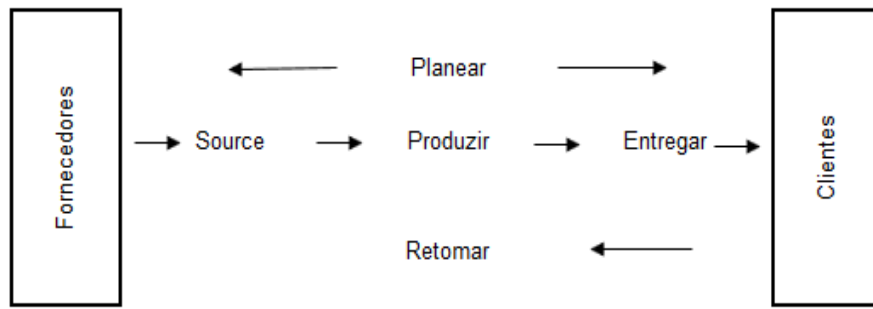 Fornecedores
Planear
Source
Produzir
Entregar
Retomar
Clientes